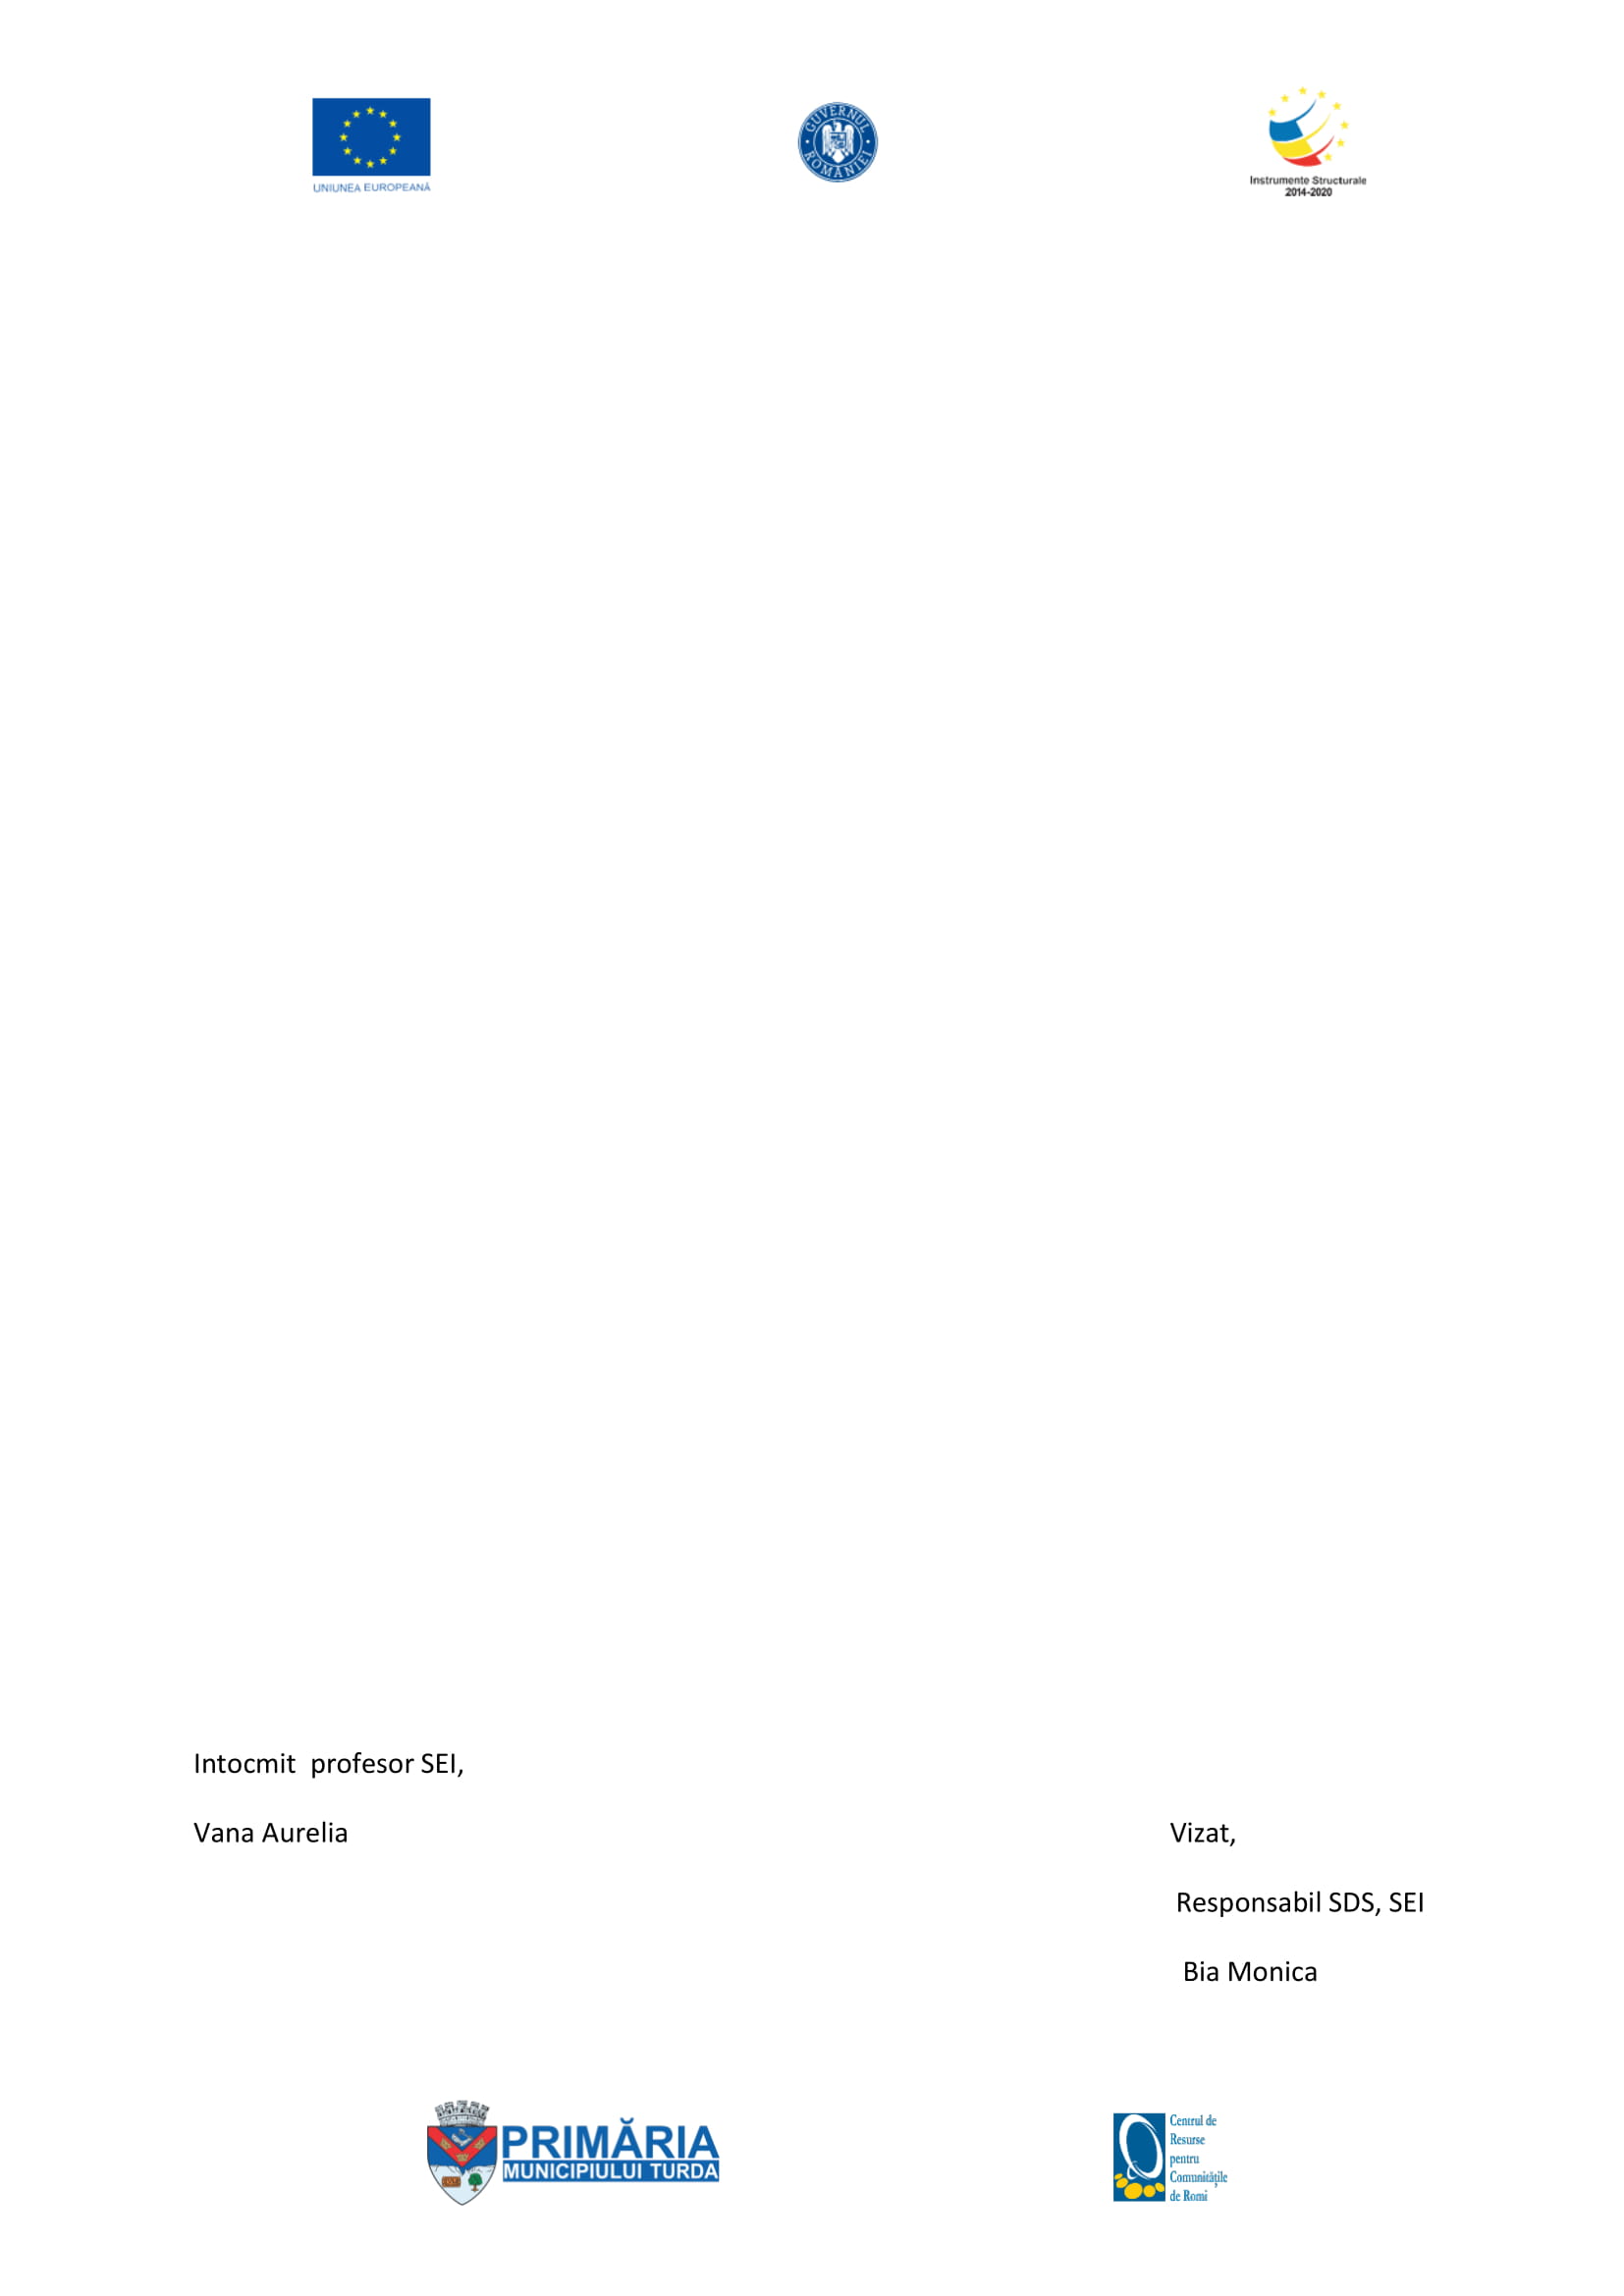 UNIUNEA EUROPEANĂ
GUVERNUL ROMÂNIEI
Instrumente Structurale
2014-2020
Intocmit  profesor SEI,
Vana Aurelia
Vizat,
Responsabil SDS, SEI
Bia Monica
PRIMĂRIA
MUNICIPIULUI TURDA
Centrul de
Resurse
pentru
Comunitățile
de Romi